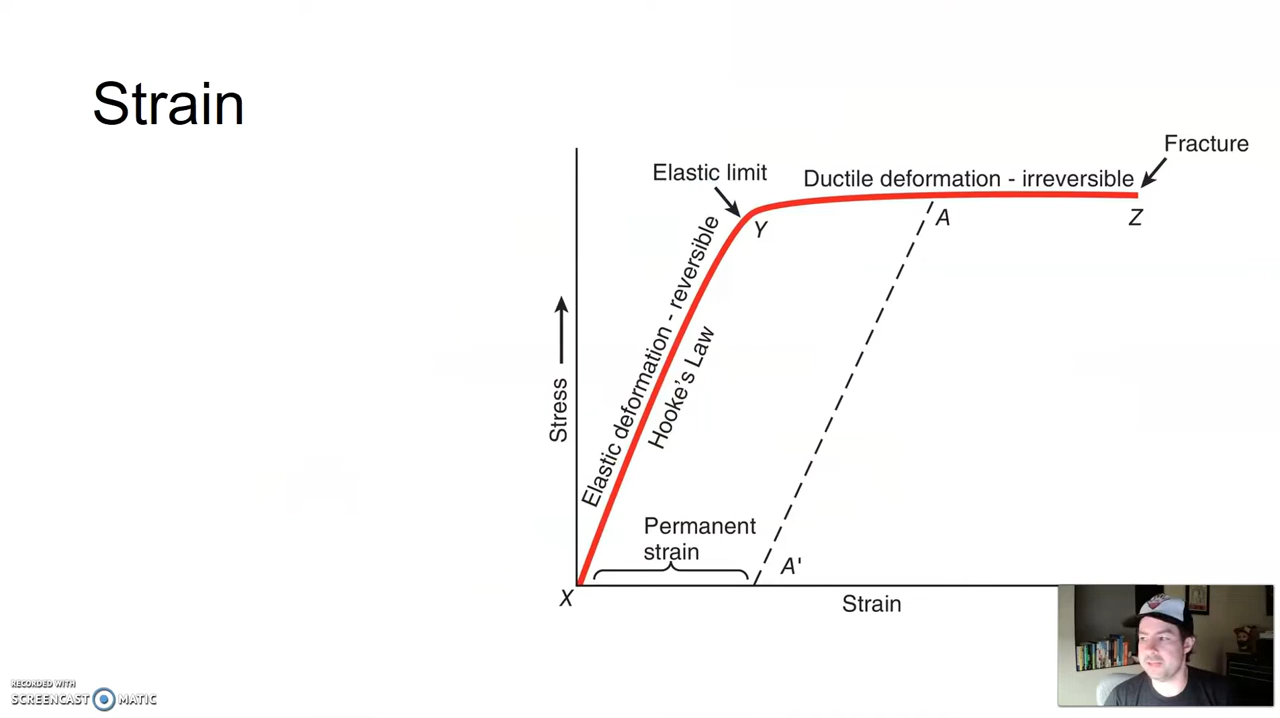 Strain
Fracture
Elastic limit
Ductile deformation - irreversible
Y
A
Z
Elastic deformation - reversible
Hooke's Law
Stress
Permanent
strain
A'
X
Strain
RECORDED WITH
SCREENCAST MATIC